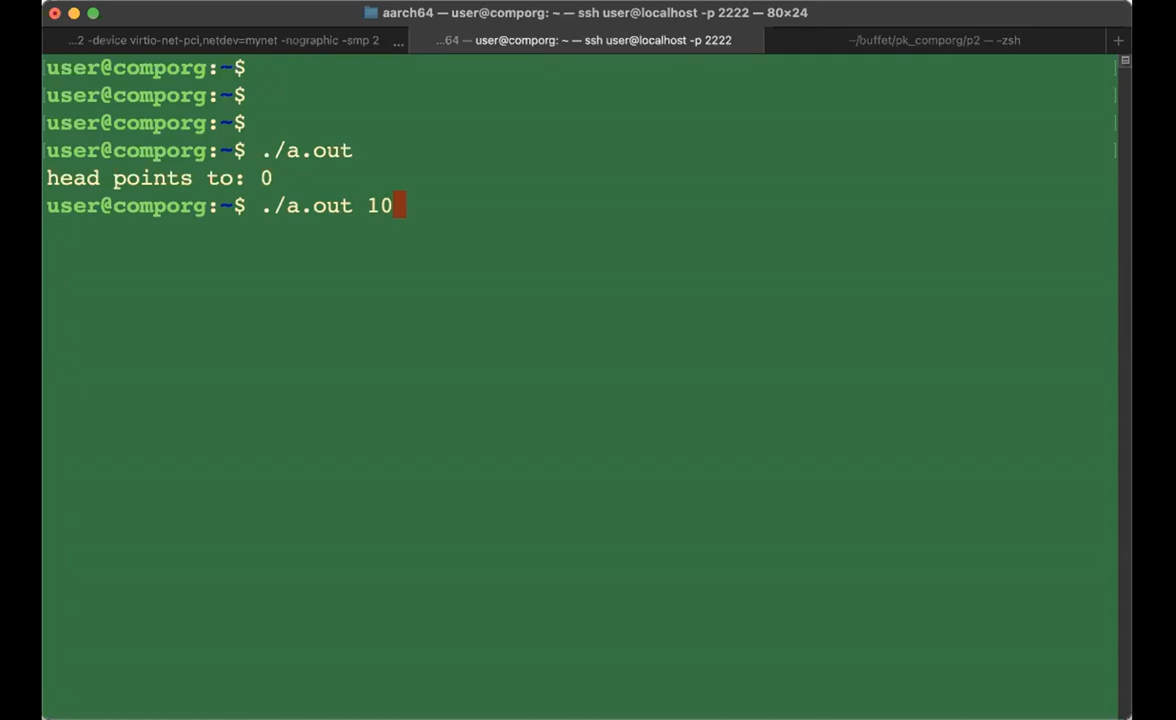 aarch64 — user@comporg: ~ — ssh user@localhost -p 2222 — 80×24
...2 -device virtio-net-pci,netdev=mynet -nographic -smp 2 ...
...64 — user@comporg: ~ — ssh user@localhost -p 2222
~/buffet/pk_comporg/p2 — -zsh
+
user@comporg:~$
user@comporg:~$
user@comporg:~$
user@comporg:~$ ./a.out
head points to: 0
user@comporg:~$ ./a.out 10